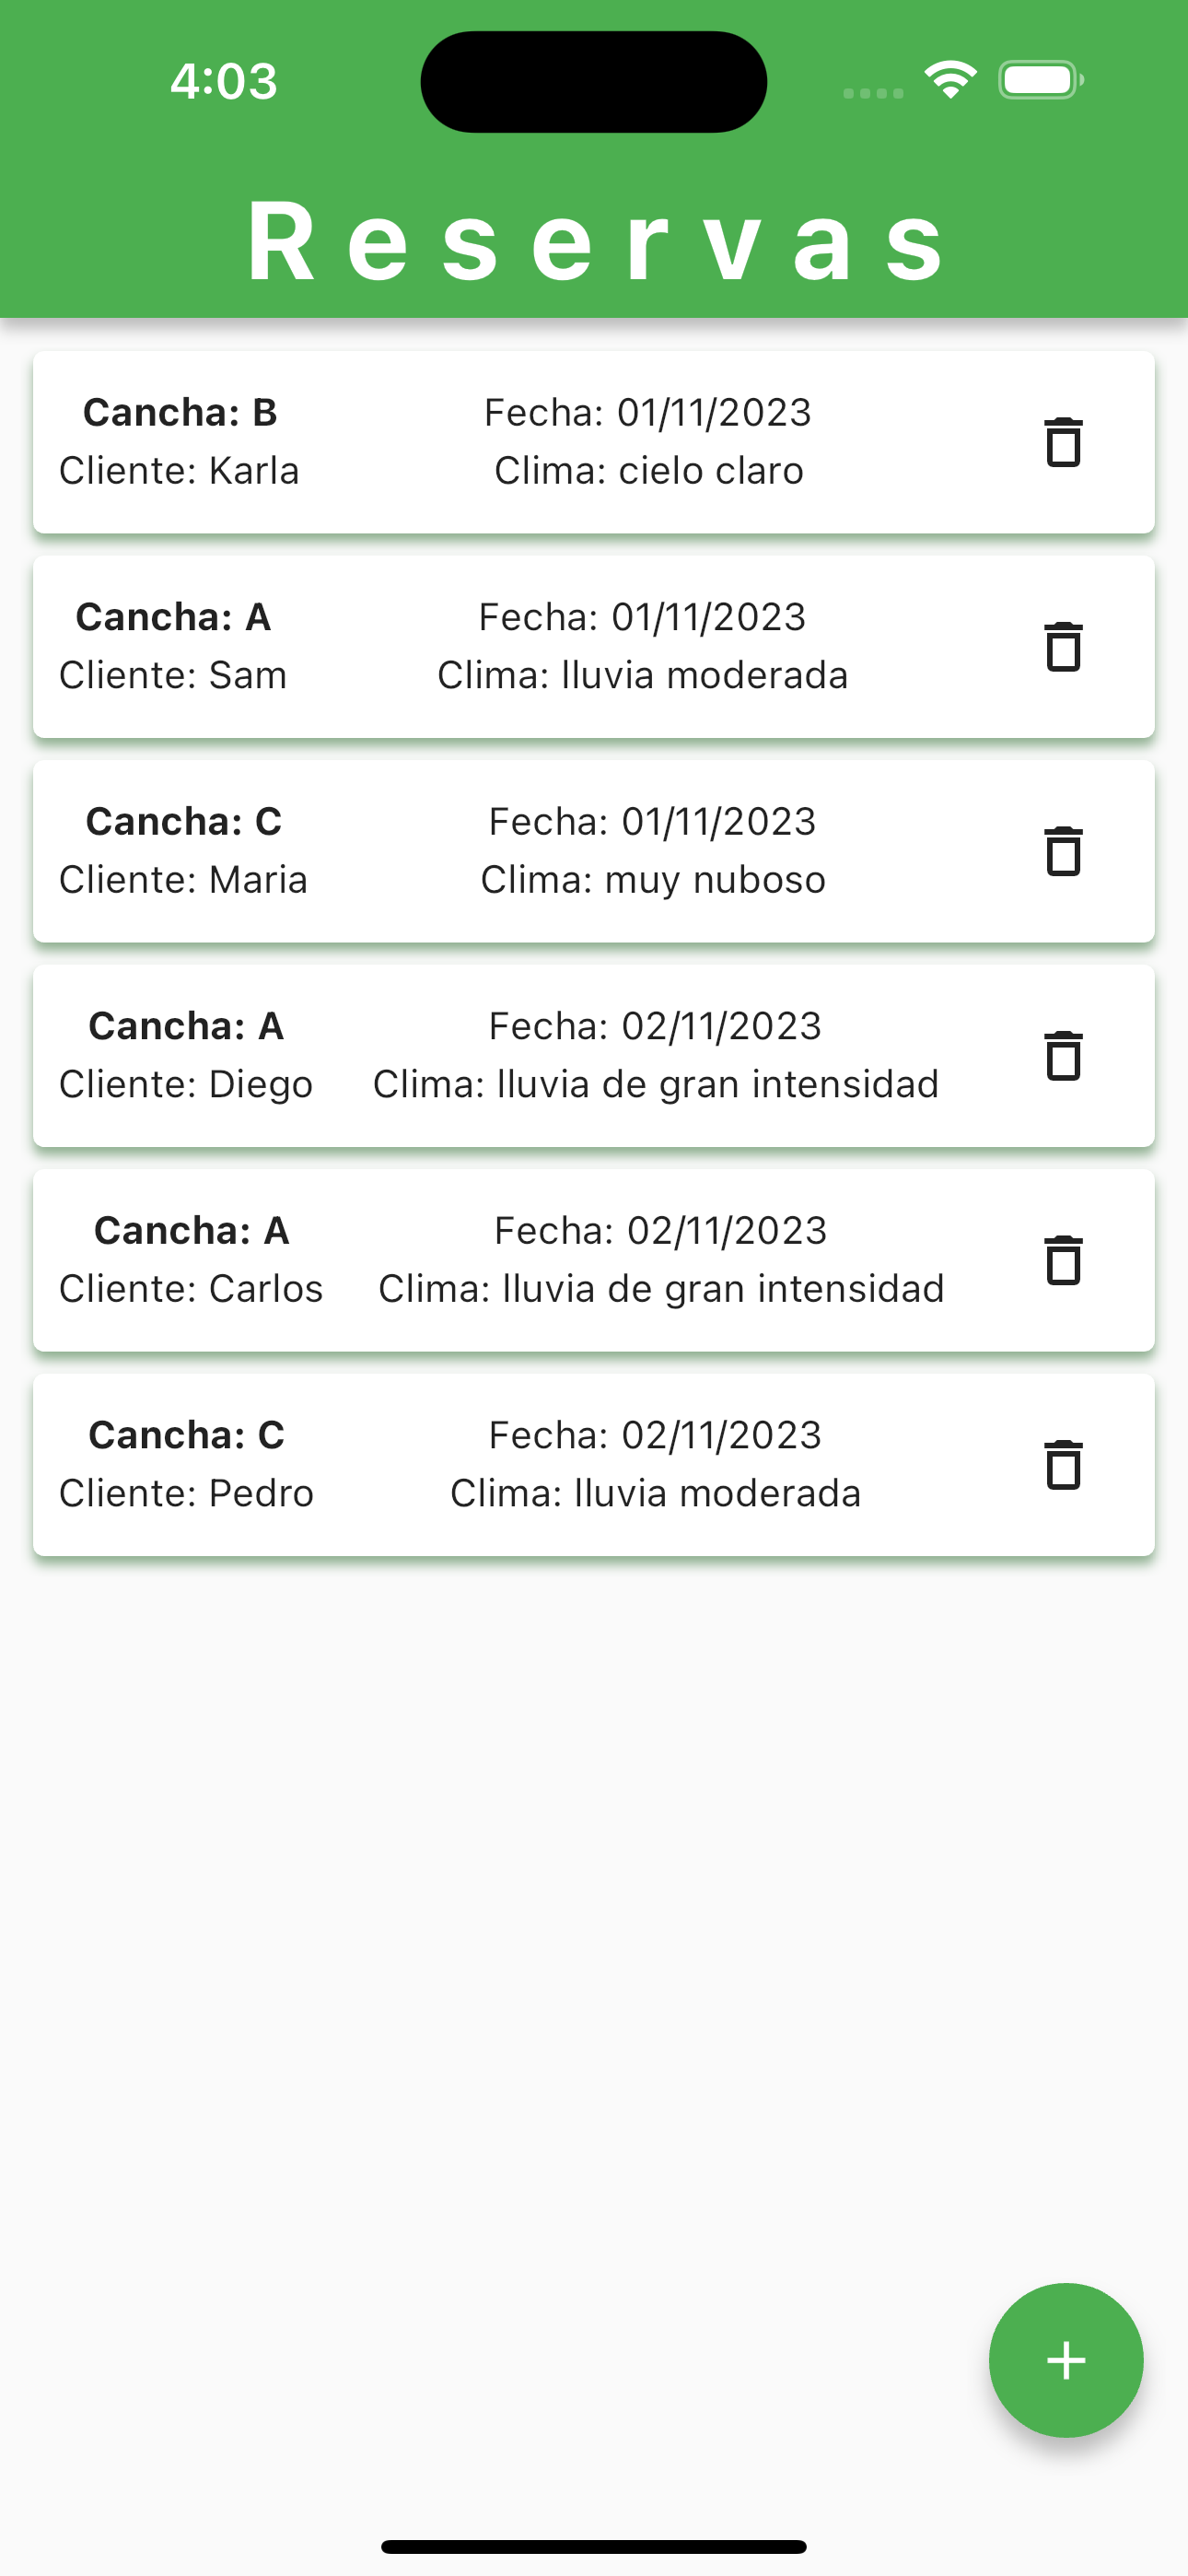 4:03
Reservas
Cancha: B
Cliente: Karla
Fecha: 01/11/2023
Clima: cielo claro
Cancha: A
Cliente: Sam
Fecha: 01/11/2023
Clima: lluvia moderada
Cancha: C
Cliente: Maria
Fecha: 01/11/2023
Clima: muy nuboso
Cancha: A
Cliente: Diego
Fecha: 02/11/2023
Clima: lluvia de gran intensidad
Cancha: A
Cliente: Carlos
Fecha: 02/11/2023
Clima: lluvia de gran intensidad
Cancha: C
Cliente: Pedro
Fecha: 02/11/2023
Clima: lluvia moderada